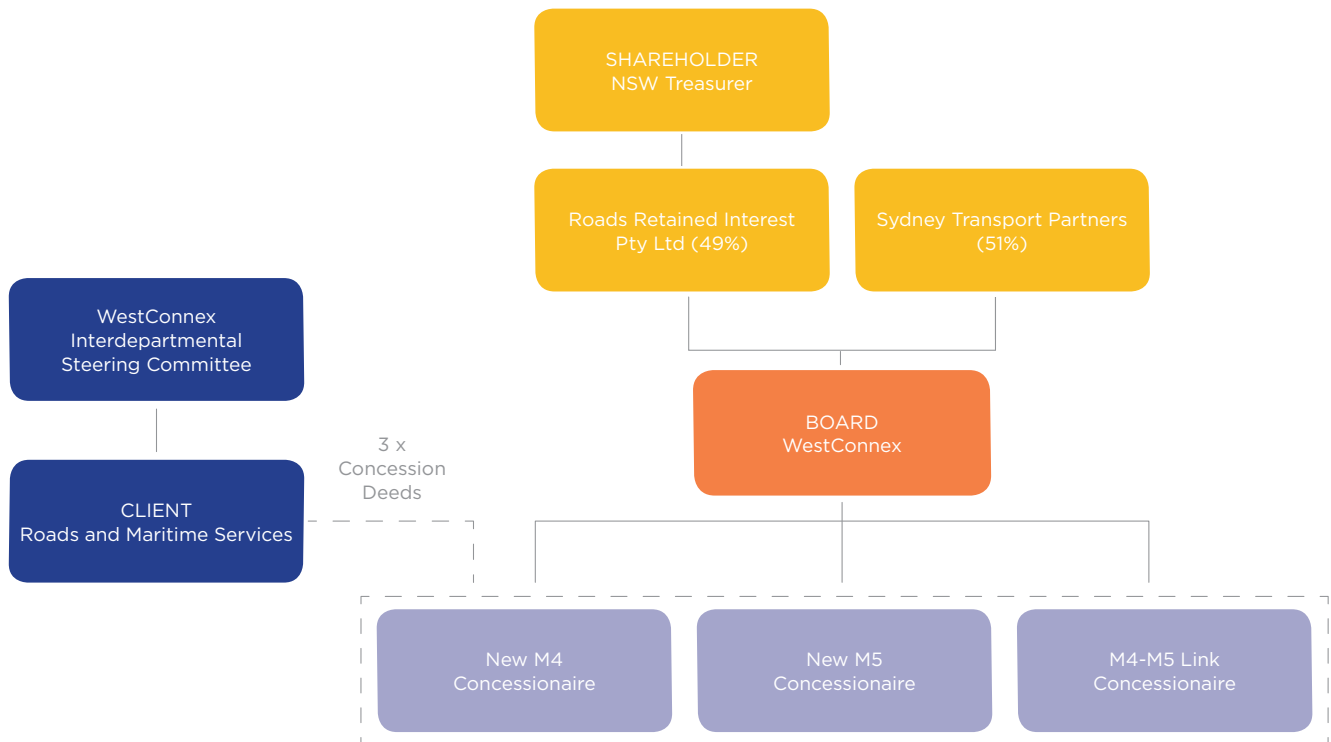 SHAREHOLDER
NSW Treasurer
Roads Retained Interest
Pty Ltd (49%)
Sydney Transport Partners
(51%)
WestConnex
Interdepartmental
Steering Committee
BOARD
WestConnex
3 x
Concession
Deeds
CLIENT
Roads and Maritime Services
New M4
Concessionaire
New M5
Concessionaire
M4-M5 Link
Concessionaire